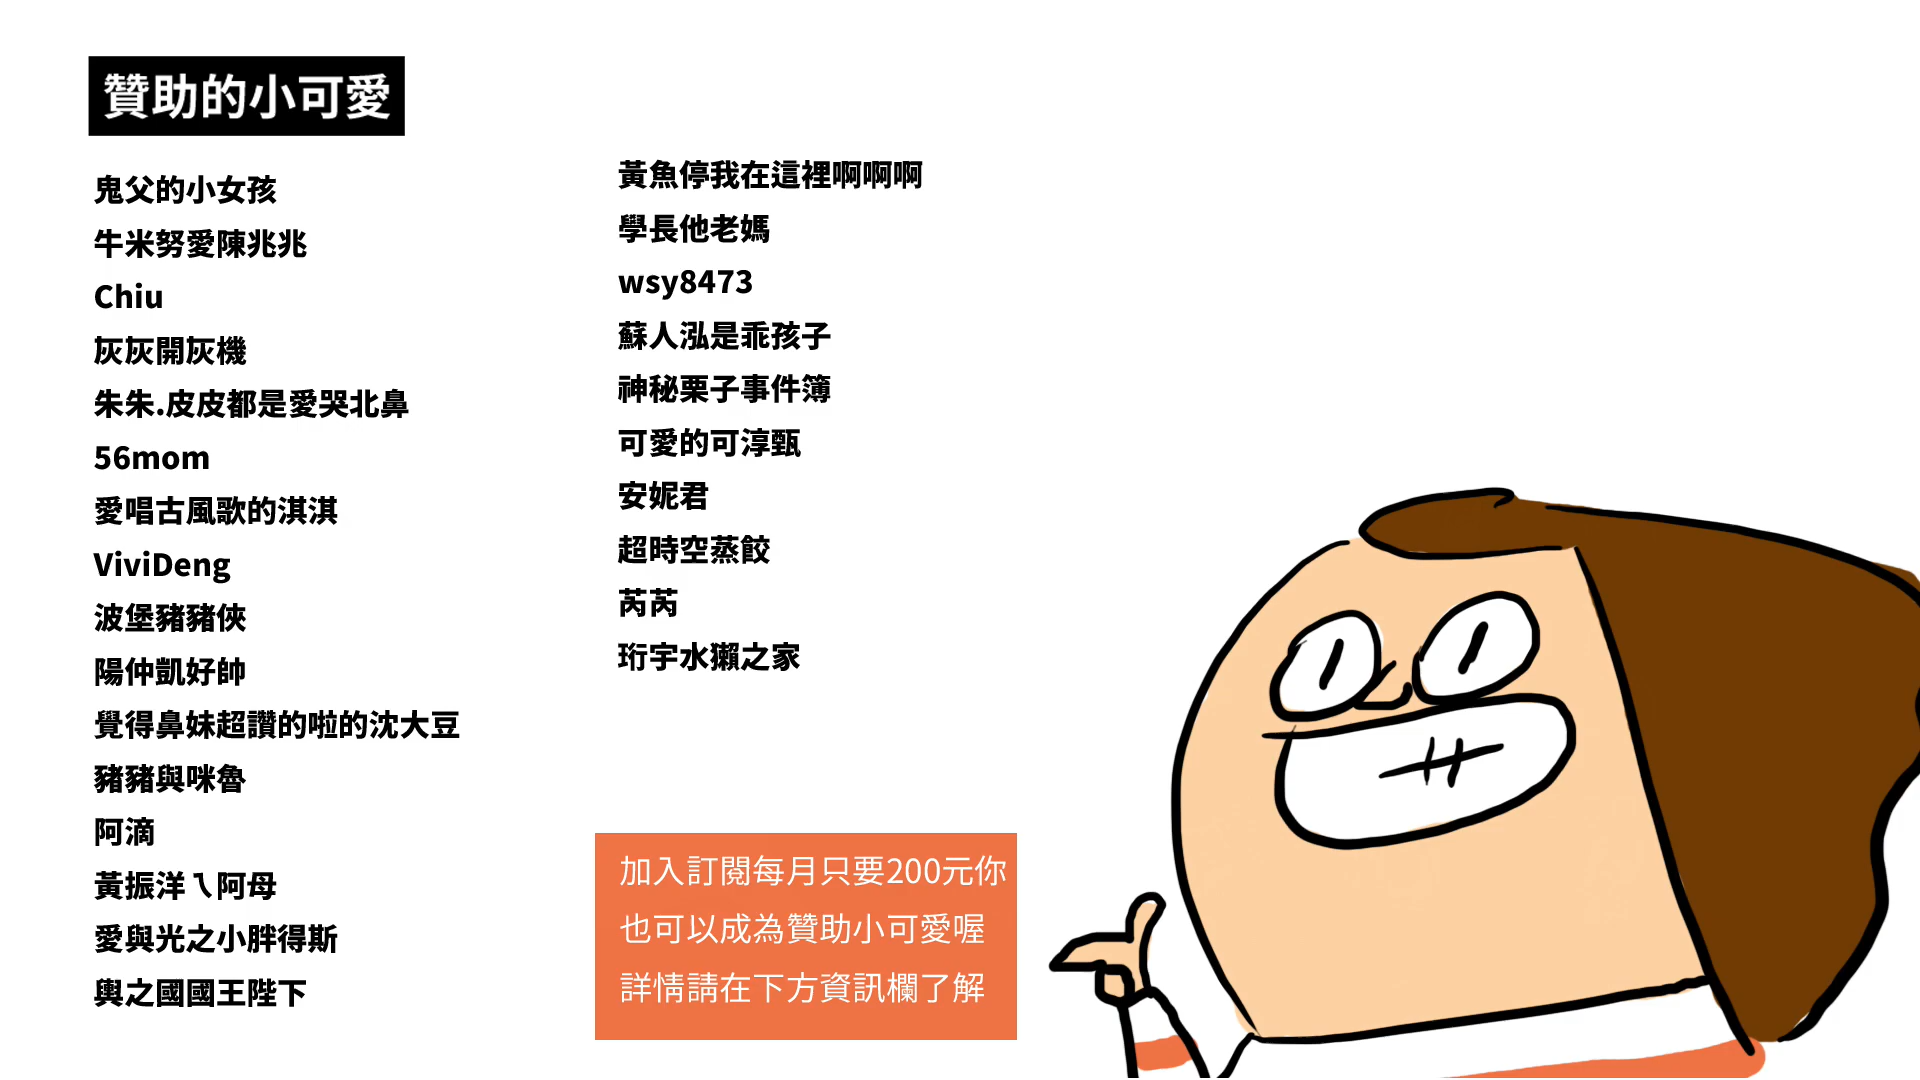 贊助的小可愛
鬼父的小女孩
牛米努愛陳兆兆
Chiu
灰灰開灰機
朱朱.皮皮都是愛哭北鼻
56mom
愛唱古風歌的淇淇
ViviDeng
波堡豬豬俠
陽仲凱好帥
覺得鼻妹超讚的啦的沈大豆
豬豬與咪魯
阿滴
黃振洋ㄟ阿母
愛與光之小胖得斯
輿之國國王陛下
黃魚停我在這裡啊啊啊
學長他老媽
wsy8473
蘇人泓是乖孩子
神秘栗子事件簿
可愛的可淳甄
安妮君
超時空蒸餃
芮芮
珩宇水獺之家
加入訂閱每月只要200元你
也可以成為贊助小可愛喔
詳情請在下方資訊欄了解